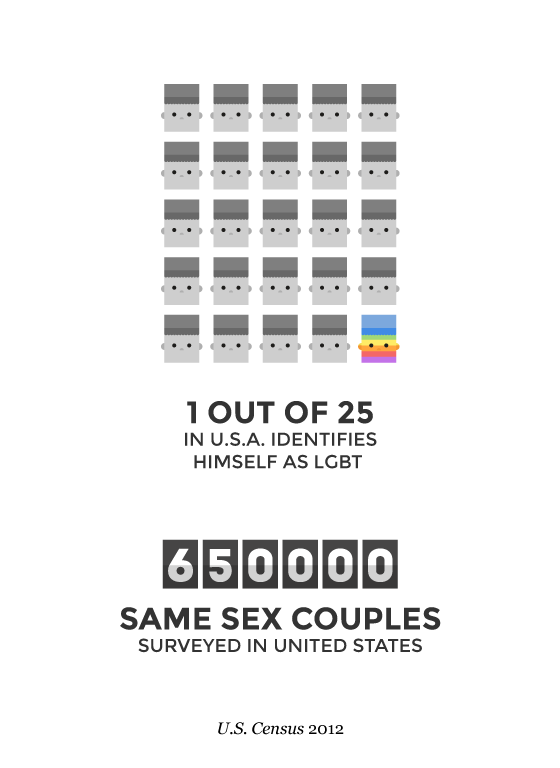 1 OUT OF 25
IN U.S.A. IDENTIFIES
HIMSELF AS LGBT
650000
SAME SEX COUPLES
SURVEYED IN UNITED STATES
U.S. Census 2012